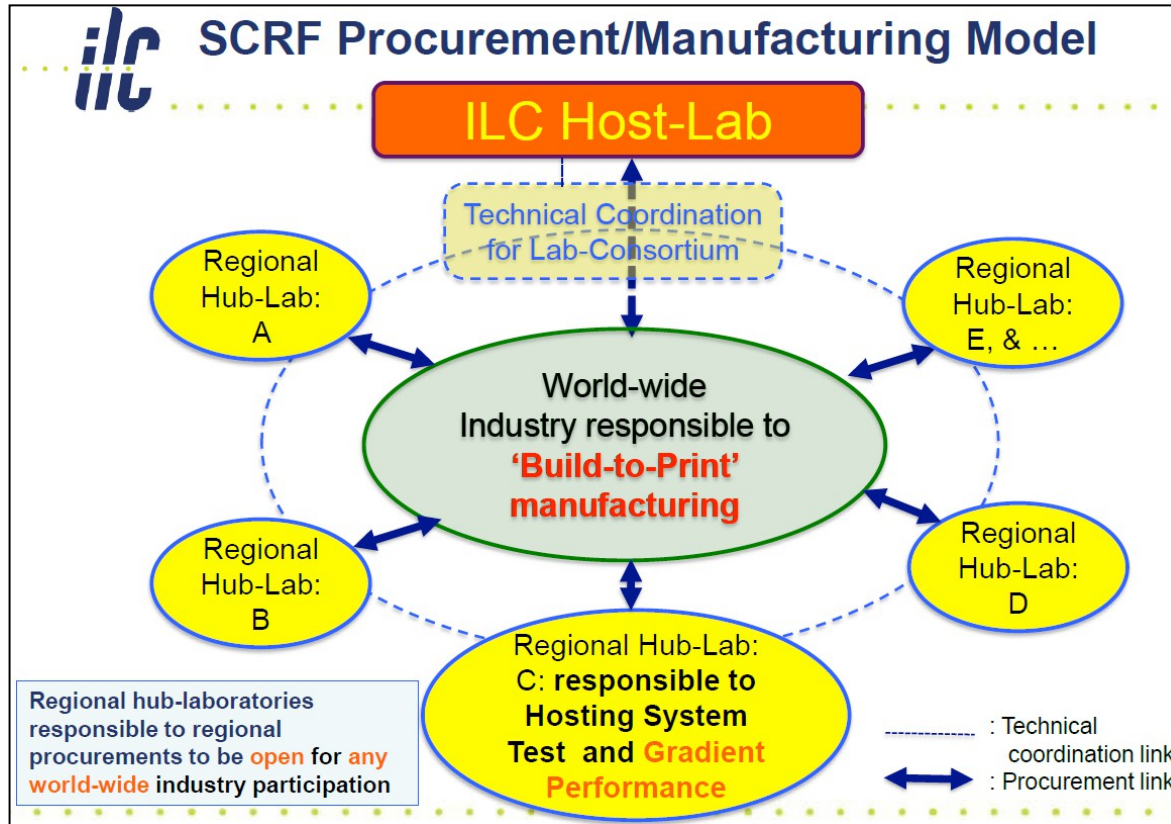 ilc
SCRF Procurement/Manufacturing Model
ILC Host-Lab
Technical Coordination
for Lab-Consortium
Regional
Hub-Lab:
A
Regional
Hub-Lab:
E, & …
World-wide
Industry responsible to
‘Build-to-Print’
manufacturing
Regional
Hub-Lab:
B
Regional
Hub-Lab:
D
Regional Hub-Lab:
C: responsible to
Hosting System
Test and Gradient
Performance
Regional hub-laboratories
responsible to regional
procurements to be open for any
world-wide industry participation
: Technical
coordination link
: Procurement link